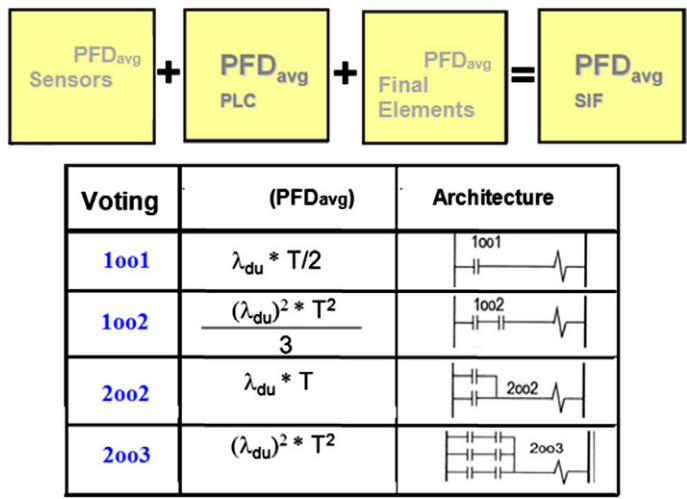 PFDavg
Sensors
+
PFDavg
PLC
+
PFDavg
Final
Elements
=
PFDavg
SIF
Voting (PFDavg) Architecture
1oo1 λdu * T/2 1oo1
1oo2 (λdu)² * T² 1oo2
3
2oo2 λdu * T 2oo2
2oo3 (λdu)² * T² 2oo3